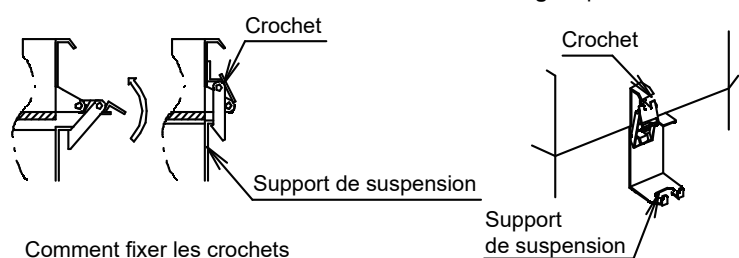 Crochet
Support de suspension
Comment fixer les crochets
Crochet
Support
de suspension